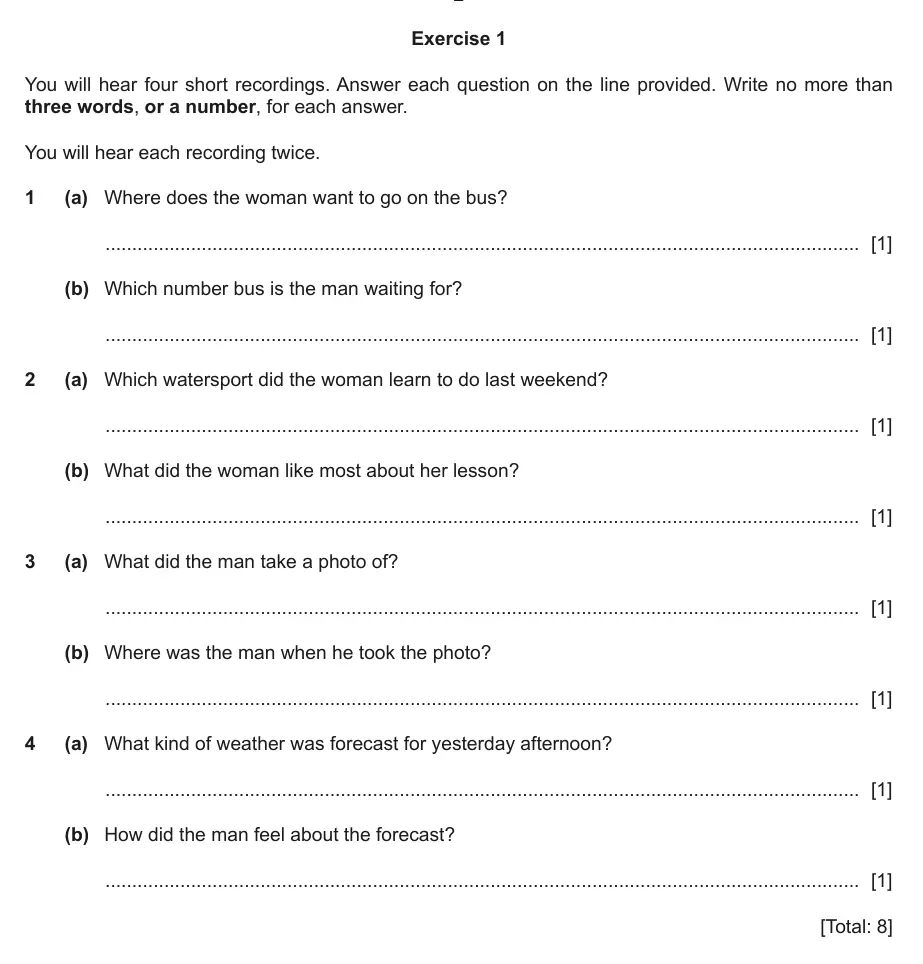 Exercise 1
You will hear four short recordings. Answer each question on the line provided. Write no more than
three words, or a number, for each answer.
You will hear each recording twice.
1 (a) Where does the woman want to go on the bus?
.............................................................................................................................................. [1]
(b) Which number bus is the man waiting for?
.............................................................................................................................................. [1]
2 (a) Which watersport did the woman learn to do last weekend?
.............................................................................................................................................. [1]
(b) What did the woman like most about her lesson?
.............................................................................................................................................. [1]
3 (a) What did the man take a photo of?
.............................................................................................................................................. [1]
(b) Where was the man when he took the photo?
.............................................................................................................................................. [1]
4 (a) What kind of weather was forecast for yesterday afternoon?
.............................................................................................................................................. [1]
(b) How did the man feel about the forecast?
.............................................................................................................................................. [1]
[Total: 8]